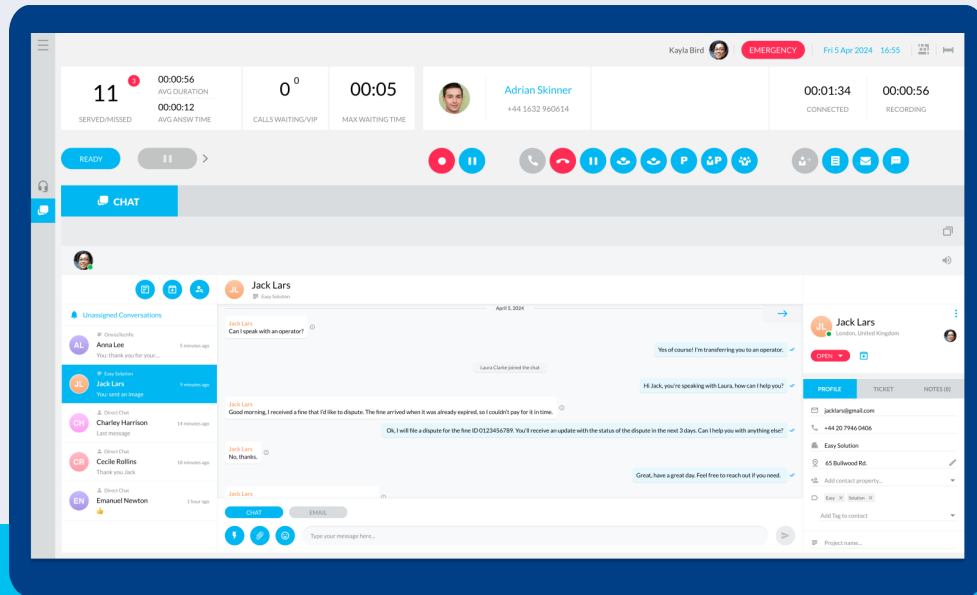 Kayla Bird
EMERGENCY
Fri 5 Apr 2024 16:55
11
3
SERVED/MISSED
00:00:56
AVG DURATION
00:00:12
AVG ANSW TIME
0 0
CALLS WAITING/VIP
00:05
MAX WAITING TIME
Adrian Skinner
+44 1632 960614
00:01:34
CONNECTED
00:00:56
RECORDING
READY
P
P
CHAT
Unassigned Conversations
AL
Anna Lee
5 minutes ago
You: thank you for your...
Easy Solution
JL
Jack Lars
9 minutes ago
You: sent an image
Direct Chat
CH
Charley Harrison
14 minutes ago
Last message
Direct Chat
CR
Cecile Rollins
18 minutes ago
Thank you Jack
Direct Chat
EN
Emanuel Newton
1 hour ago
👍
JL
Jack Lars
Easy Solution
April 5, 2024
Jack Lars
Can I speak with an operator?
Yes of course! I'm transferring you to an operator.
Laura Clarke joined the chat
Hi Jack, you're speaking with Laura, how can I help you?
Jack Lars
Good morning, I received a fine that I'd like to dispute. The fine arrived when it was already expired, so I couldn't pay for it in time.
Ok, I will file a dispute for the fine ID 0123456789. You'll receive an update with the status of the dispute in the next 3 days. Can I help you with anything else?
Jack Lars
No, thanks.
Great, have a great day. Feel free to reach out if you need.
Jack Lars
CHAT
EMAIL
Type your message here...
JL
Jack Lars
London, United Kingdom
OPEN
PROFILE
TICKET
NOTES (8)
jacklars@gmail.com
+44 20 7946 0406
Easy Solution
65 Bullwood Rd.
Add contact property...
Easy ×
Solution ×
Add Tag to contact
Project name...